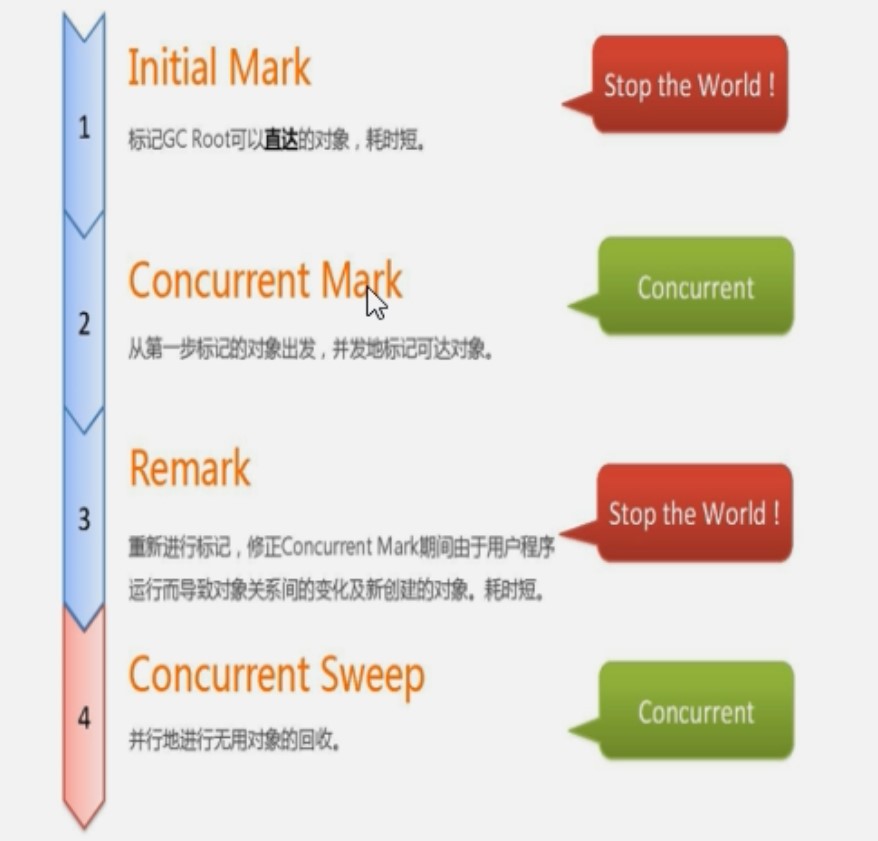 1
Initial Mark
Stop the World !
标记GC Root可以直达的对象，耗时短。
2
Concurrent Mark
Concurrent
从第一步标记的对象出发，并发地标记可达对象。
3
Remark
Stop the World !
重新进行标记，修正Concurrent Mark期间由于用户程序
运行而导致对象关系间的变化及新创建的对象。耗时短。
4
Concurrent Sweep
Concurrent
并行地进行无用对象的回收。